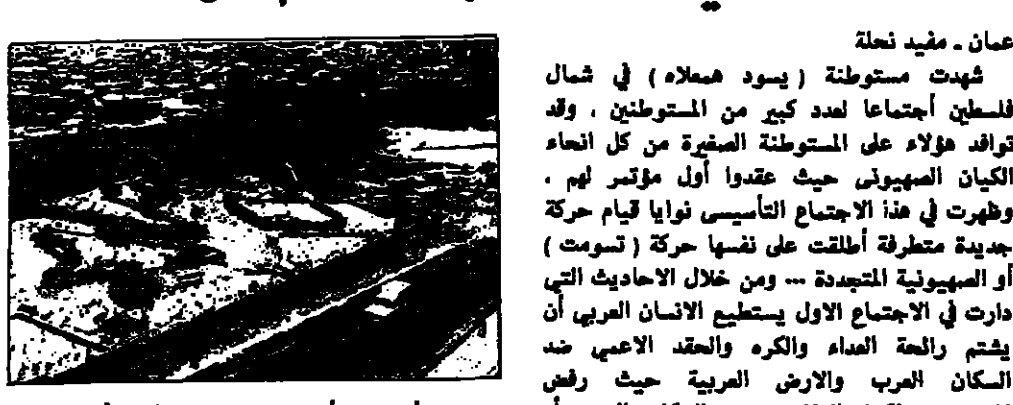 عمان ـ مفيد نحلة
شهدت مستوطنة ( يسود همعلاه ) في شمال
فلسطين أجتماعا لعدد كبير من المستوطنين . وقد
توافد هؤلاء على المستوطنة الصغيرة من كل انحاء
الكيان الصهيونى حيث عقدوا أول مؤتمر لهم .
وظهرت في هذا الاجتماع التأسيسى نوايا قيام حركة
جديدة متطرفة أطلقت على نفسها حركة ( تسومت )
أو الصهيونية المتجددة ... ومن خلال الاحاديث التي
دارت في الاجتماع الاول يستطيع الانسان العربي أن
يشتم رائحة العداء والكره والحقد الاعمي ضد
السكان العرب والارض العربية حيث رفض